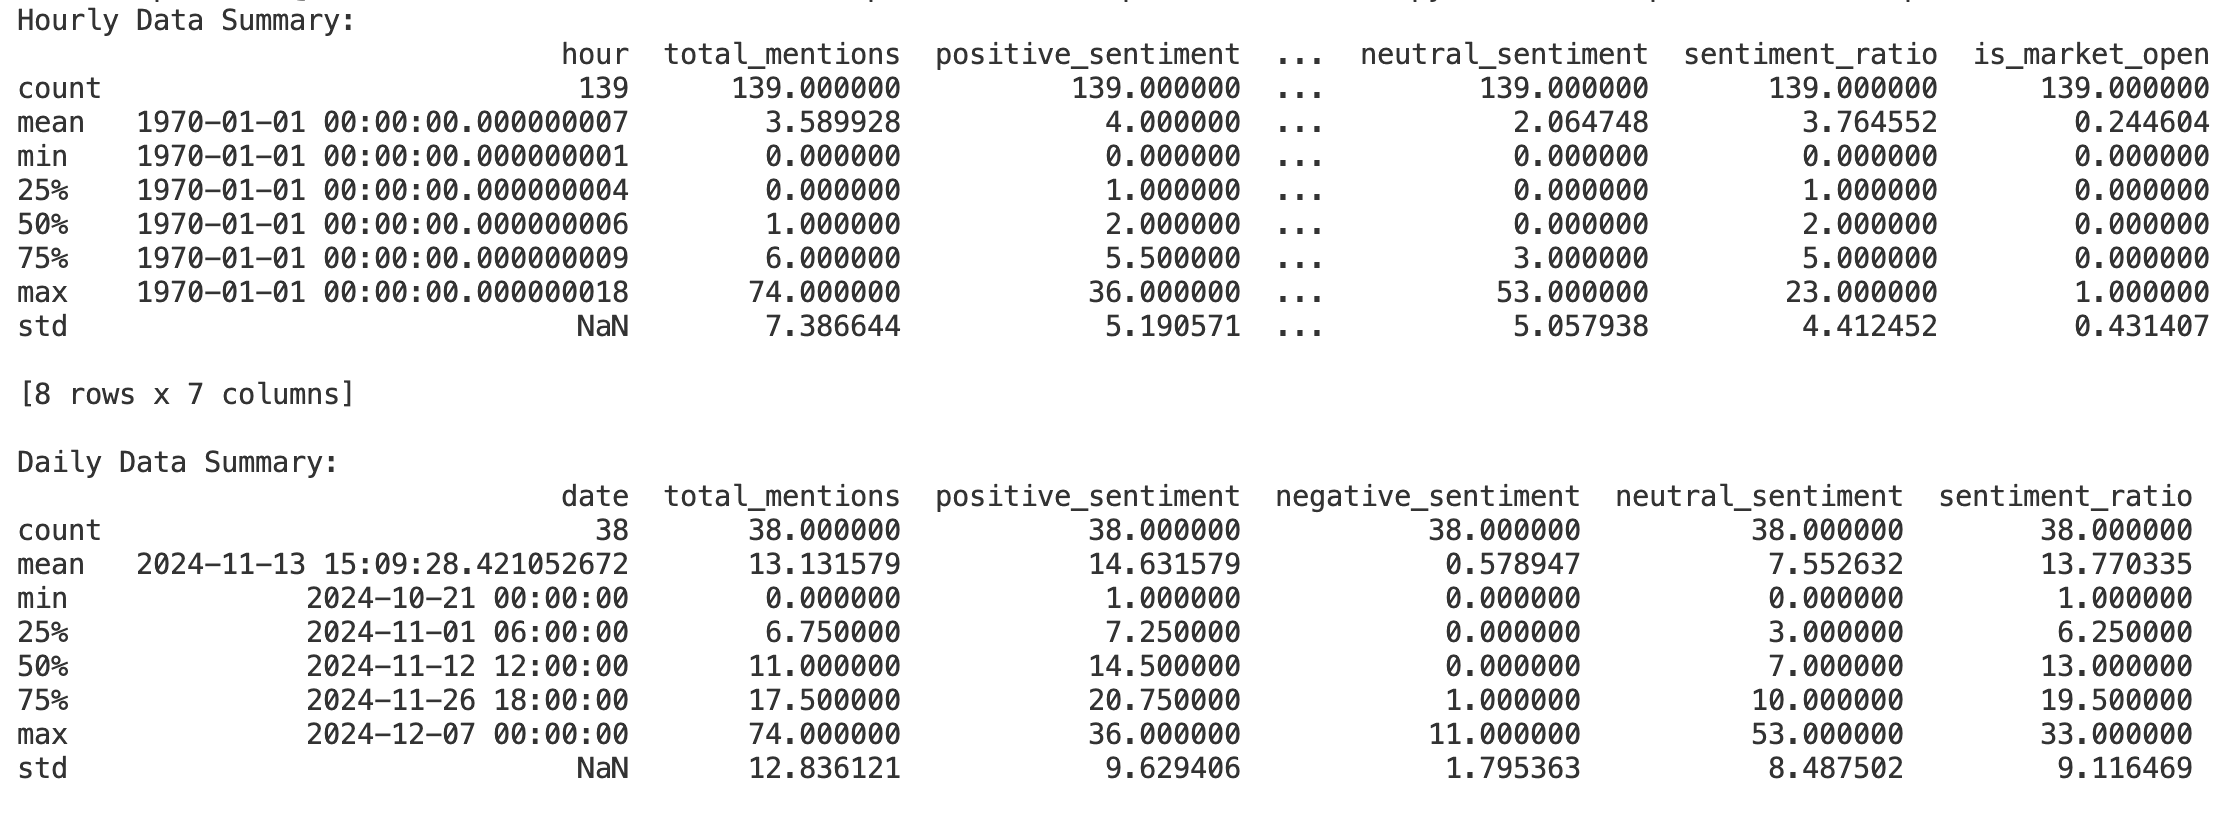 Hourly Data Summary:
hour total_mentions positive_sentiment ... neutral_sentiment sentiment_ratio is_market_open
count 139 139.000000 139.000000 ... 139.000000 139.000000 139.000000
mean 1970-01-01 00:00:00.000000007 3.589928 4.000000 ... 2.064748 3.764552 0.244604
min 1970-01-01 00:00:00.000000001 0.000000 0.000000 ... 0.000000 0.000000 0.000000
25% 1970-01-01 00:00:00.000000004 0.000000 1.000000 ... 0.000000 1.000000 0.000000
50% 1970-01-01 00:00:00.000000006 1.000000 2.000000 ... 0.000000 2.000000 0.000000
75% 1970-01-01 00:00:00.000000009 6.000000 5.500000 ... 3.000000 5.000000 0.000000
max 1970-01-01 00:00:00.000000018 74.000000 36.000000 ... 53.000000 23.000000 1.000000
std NaN 7.386644 5.190571 ... 5.057938 4.412452 0.431407
[8 rows x 7 columns]
Daily Data Summary:
date total_mentions positive_sentiment negative_sentiment neutral_sentiment sentiment_ratio
count 38 38.000000 38.000000 38.000000 38.000000 38.000000
mean 2024-11-13 15:09:28.421052672 13.131579 14.631579 0.578947 7.552632 13.770335
min 2024-10-21 00:00:00 0.000000 1.000000 0.000000 0.000000 1.000000
25% 2024-11-01 06:00:00 6.750000 7.250000 0.000000 3.000000 6.250000
50% 2024-11-12 12:00:00 11.000000 14.500000 0.000000 7.000000 13.000000
75% 2024-11-26 18:00:00 17.500000 20.750000 1.000000 10.000000 19.500000
max 2024-12-07 00:00:00 74.000000 36.000000 11.000000 53.000000 33.000000
std NaN 12.836121 9.629406 1.795363 8.487502 9.116469